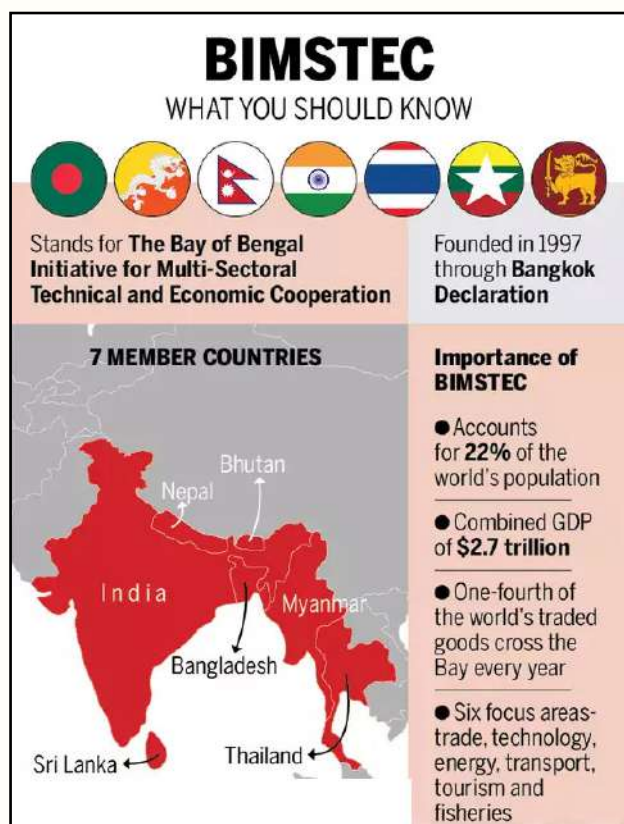 BIMSTEC
WHAT YOU SHOULD KNOW
Stands for The Bay of Bengal
Initiative for Multi-Sectoral
Technical and Economic Cooperation
Founded in 1997
through Bangkok
Declaration
7 MEMBER COUNTRIES
Bhutan
Nepal
India
Myanmar
Bangladesh
Sri Lanka
Thailand
Importance of
BIMSTEC
● Accounts
for 22% of the
world's population
● Combined GDP
of $2.7 trillion
● One-fourth of
the world's traded
goods cross the
Bay every year
● Six focus areas-
trade, technology,
energy, transport,
tourism and
fisheries